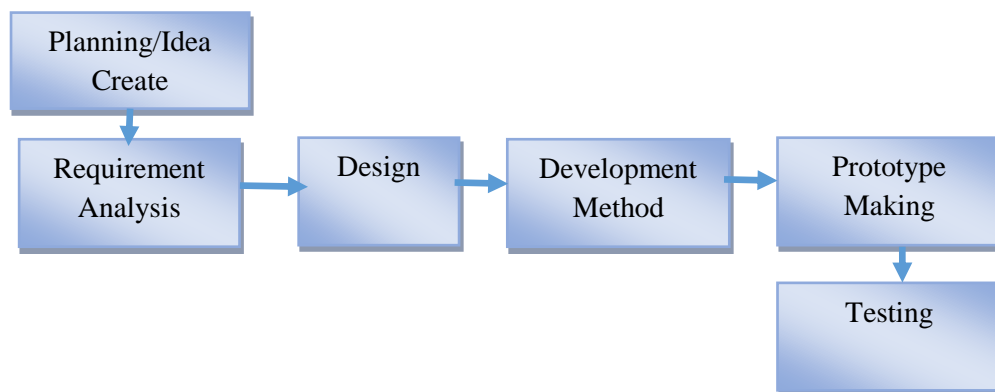 Planning/Idea
Create
Requirement
Analysis
Design
Development
Method
Prototype
Making
Testing